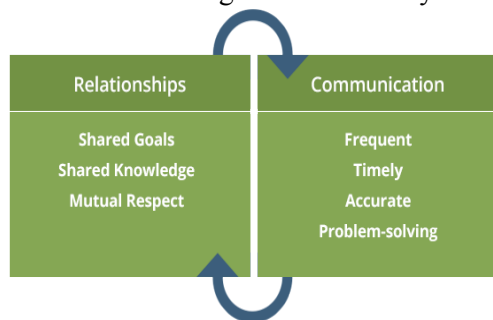 Relationships
Shared Goals
Shared Knowledge
Mutual Respect
Communication
Frequent
Timely
Accurate
Problem-solving